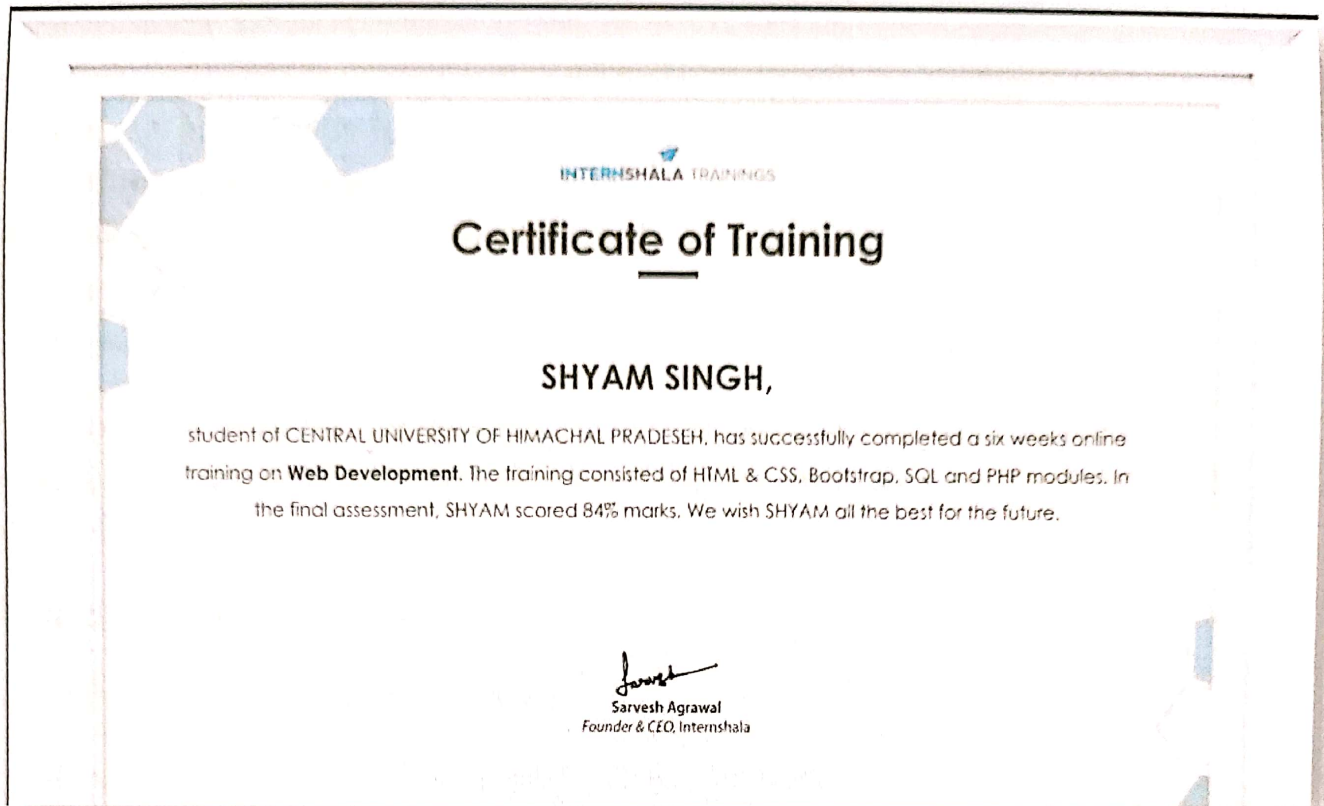 INTERNSHALA TRAININGS
Certificate of Training
SHYAM SINGH,
student of CENTRAL UNIVERSITY OF HIMACHAL PRADESEH, has successfully completed a six weeks online
training on Web Development. The training consisted of HTML & CSS, Bootstrap, SQL and PHP modules. In
the final assessment, SHYAM scored 84% marks. We wish SHYAM all the best for the future.
Sarvesh Agrawal
Founder & CEO, Internshala